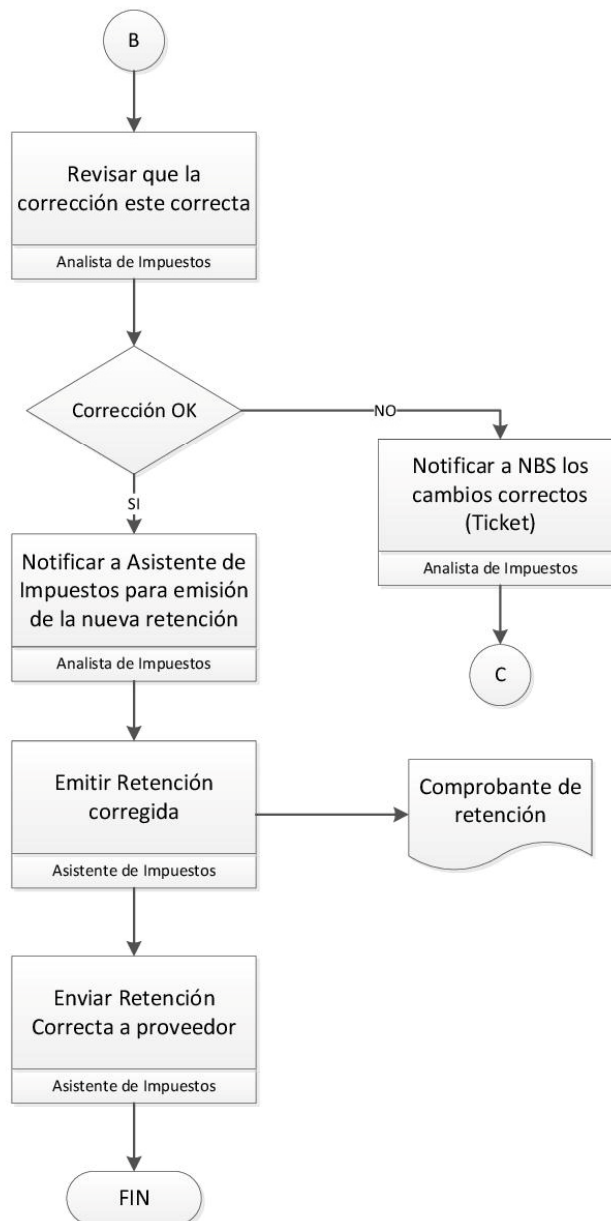 B
Revisar que la
corrección este correcta
Analista de Impuestos
Corrección OK
NO
SI
Notificar a NBS los
cambios correctos
(Ticket)
Analista de Impuestos
C
Notificar a Asistente de
Impuestos para emisión
de la nueva retención
Analista de Impuestos
Emitir Retención
corregida
Asistente de Impuestos
Comprobante de
retención
Enviar Retención
Correcta a proveedor
Asistente de Impuestos
FIN